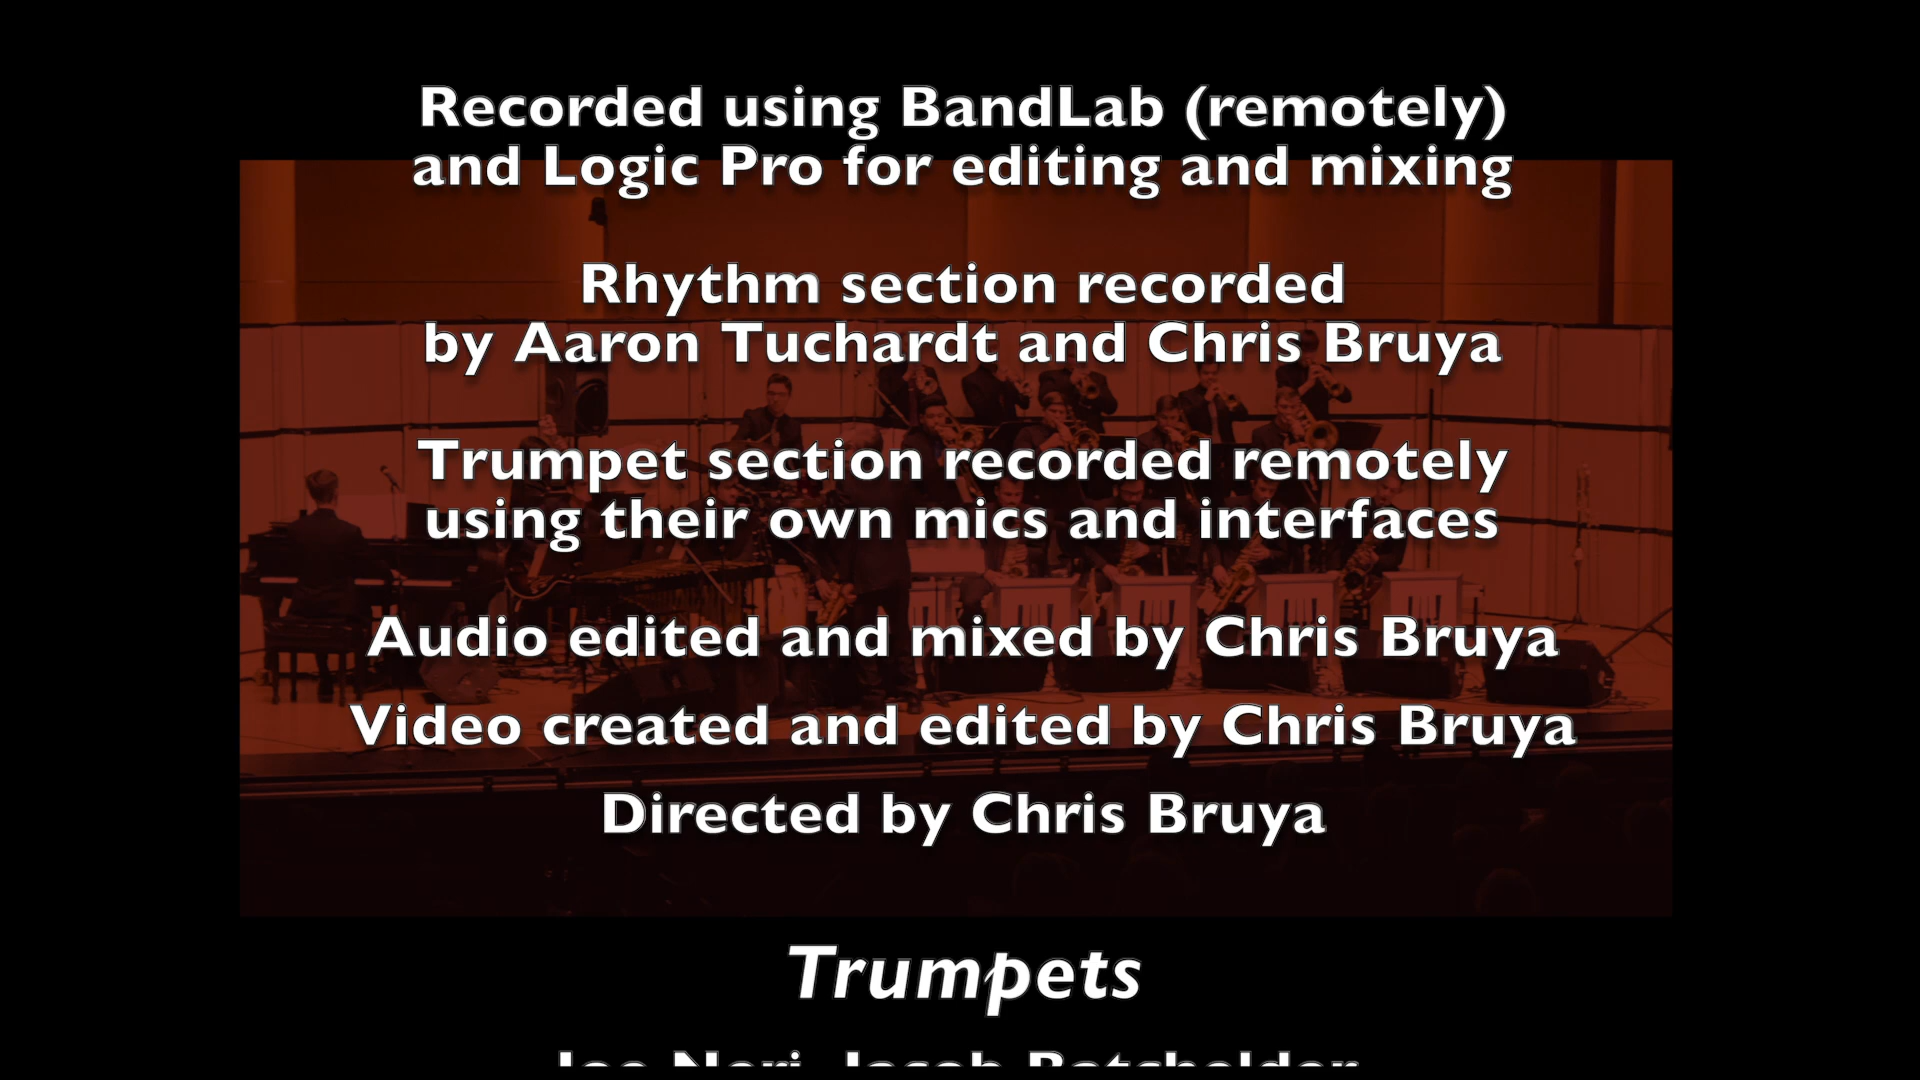 Recorded using BandLab (remotely)
and Logic Pro for editing and mixing
Rhythm section recorded
by Aaron Tuchardt and Chris Bruya
Trumpet section recorded remotely
using their own mics and interfaces
Audio edited and mixed by Chris Bruya
Video created and edited by Chris Bruya
Directed by Chris Bruya
Trumpets